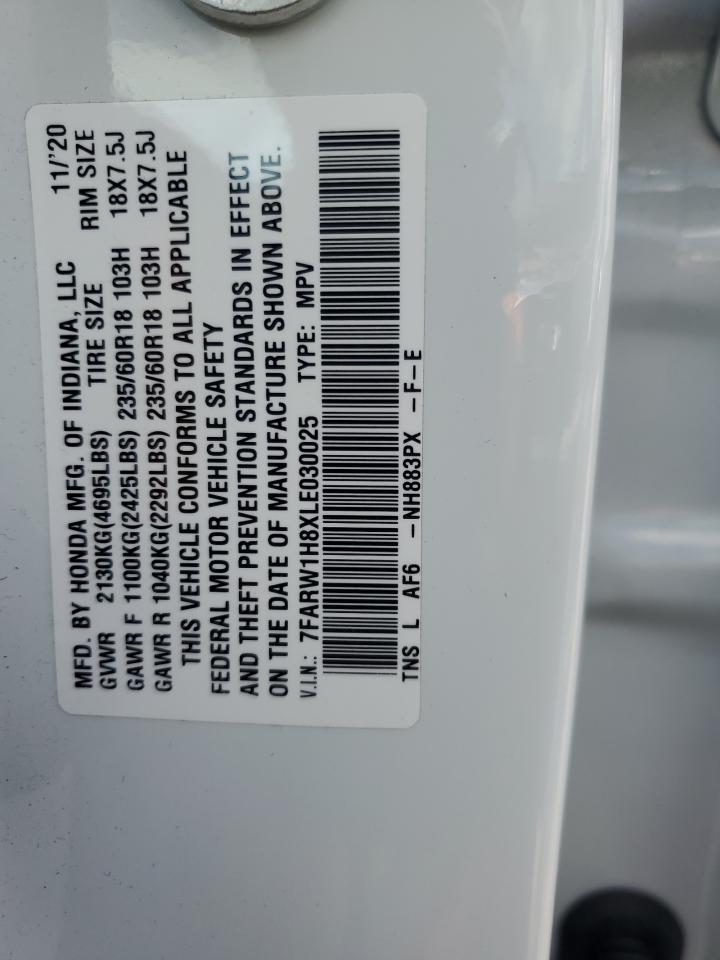 MFD. BY HONDA MFG. OF INDIANA, LLC 11/'20
GVWR 2130KG(4695LBS) TIRE SIZE RIM SIZE
GAWR F 1100KG(2425LBS) 235/60R18 103H 18X7.5J
GAWR R 1040KG(2292LBS) 235/60R18 103H 18X7.5J
THIS VEHICLE CONFORMS TO ALL APPLICABLE
FEDERAL MOTOR VEHICLE SAFETY
AND THEFT PREVENTION STANDARDS IN EFFECT
ON THE DATE OF MANUFACTURE SHOWN ABOVE.
V.I.N.: 7FARW1H8XLE030025 TYPE: MPV
TNS L AF6 -NH883PX -F-E